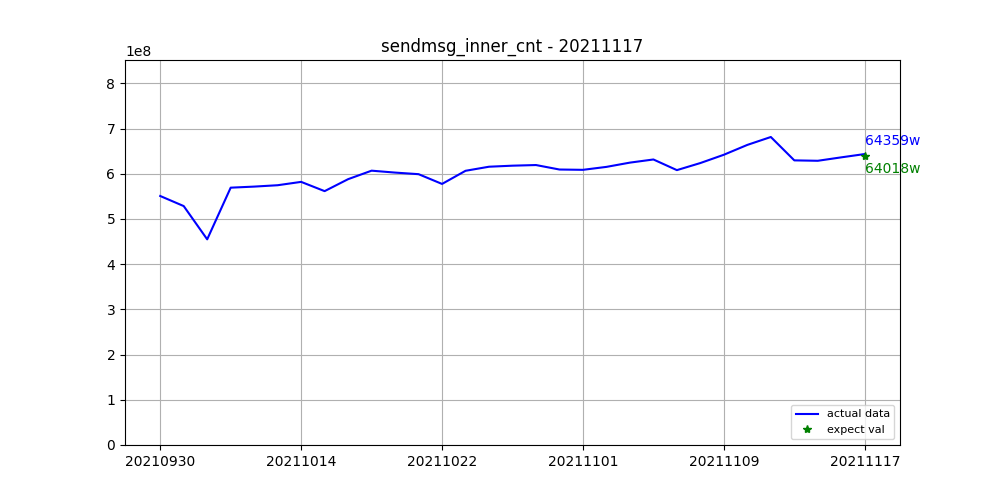 sendmsg_inner_cnt - 20211117
1e8
8
7
6
5
4
3
2
1
0
64359w
64018w
actual data
expect val
20210930
20211014
20211022
20211101
20211109
20211117